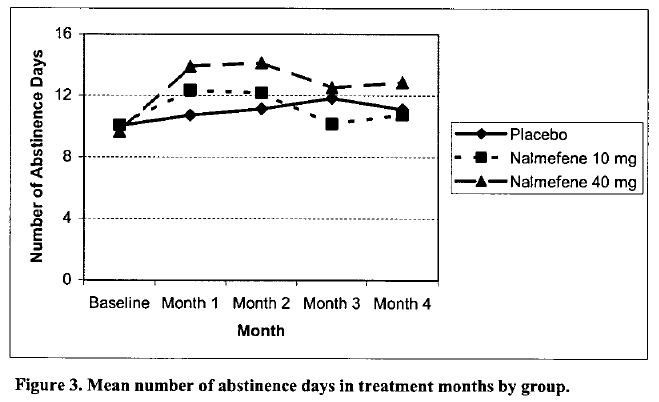 16
12
8
4
0
Number of Abstinence Days
Baseline Month 1 Month 2 Month 3 Month 4
Month
Placebo
Nalmefene 10 mg
Nalmefene 40 mg
Figure 3. Mean number of abstinence days in treatment months by group.